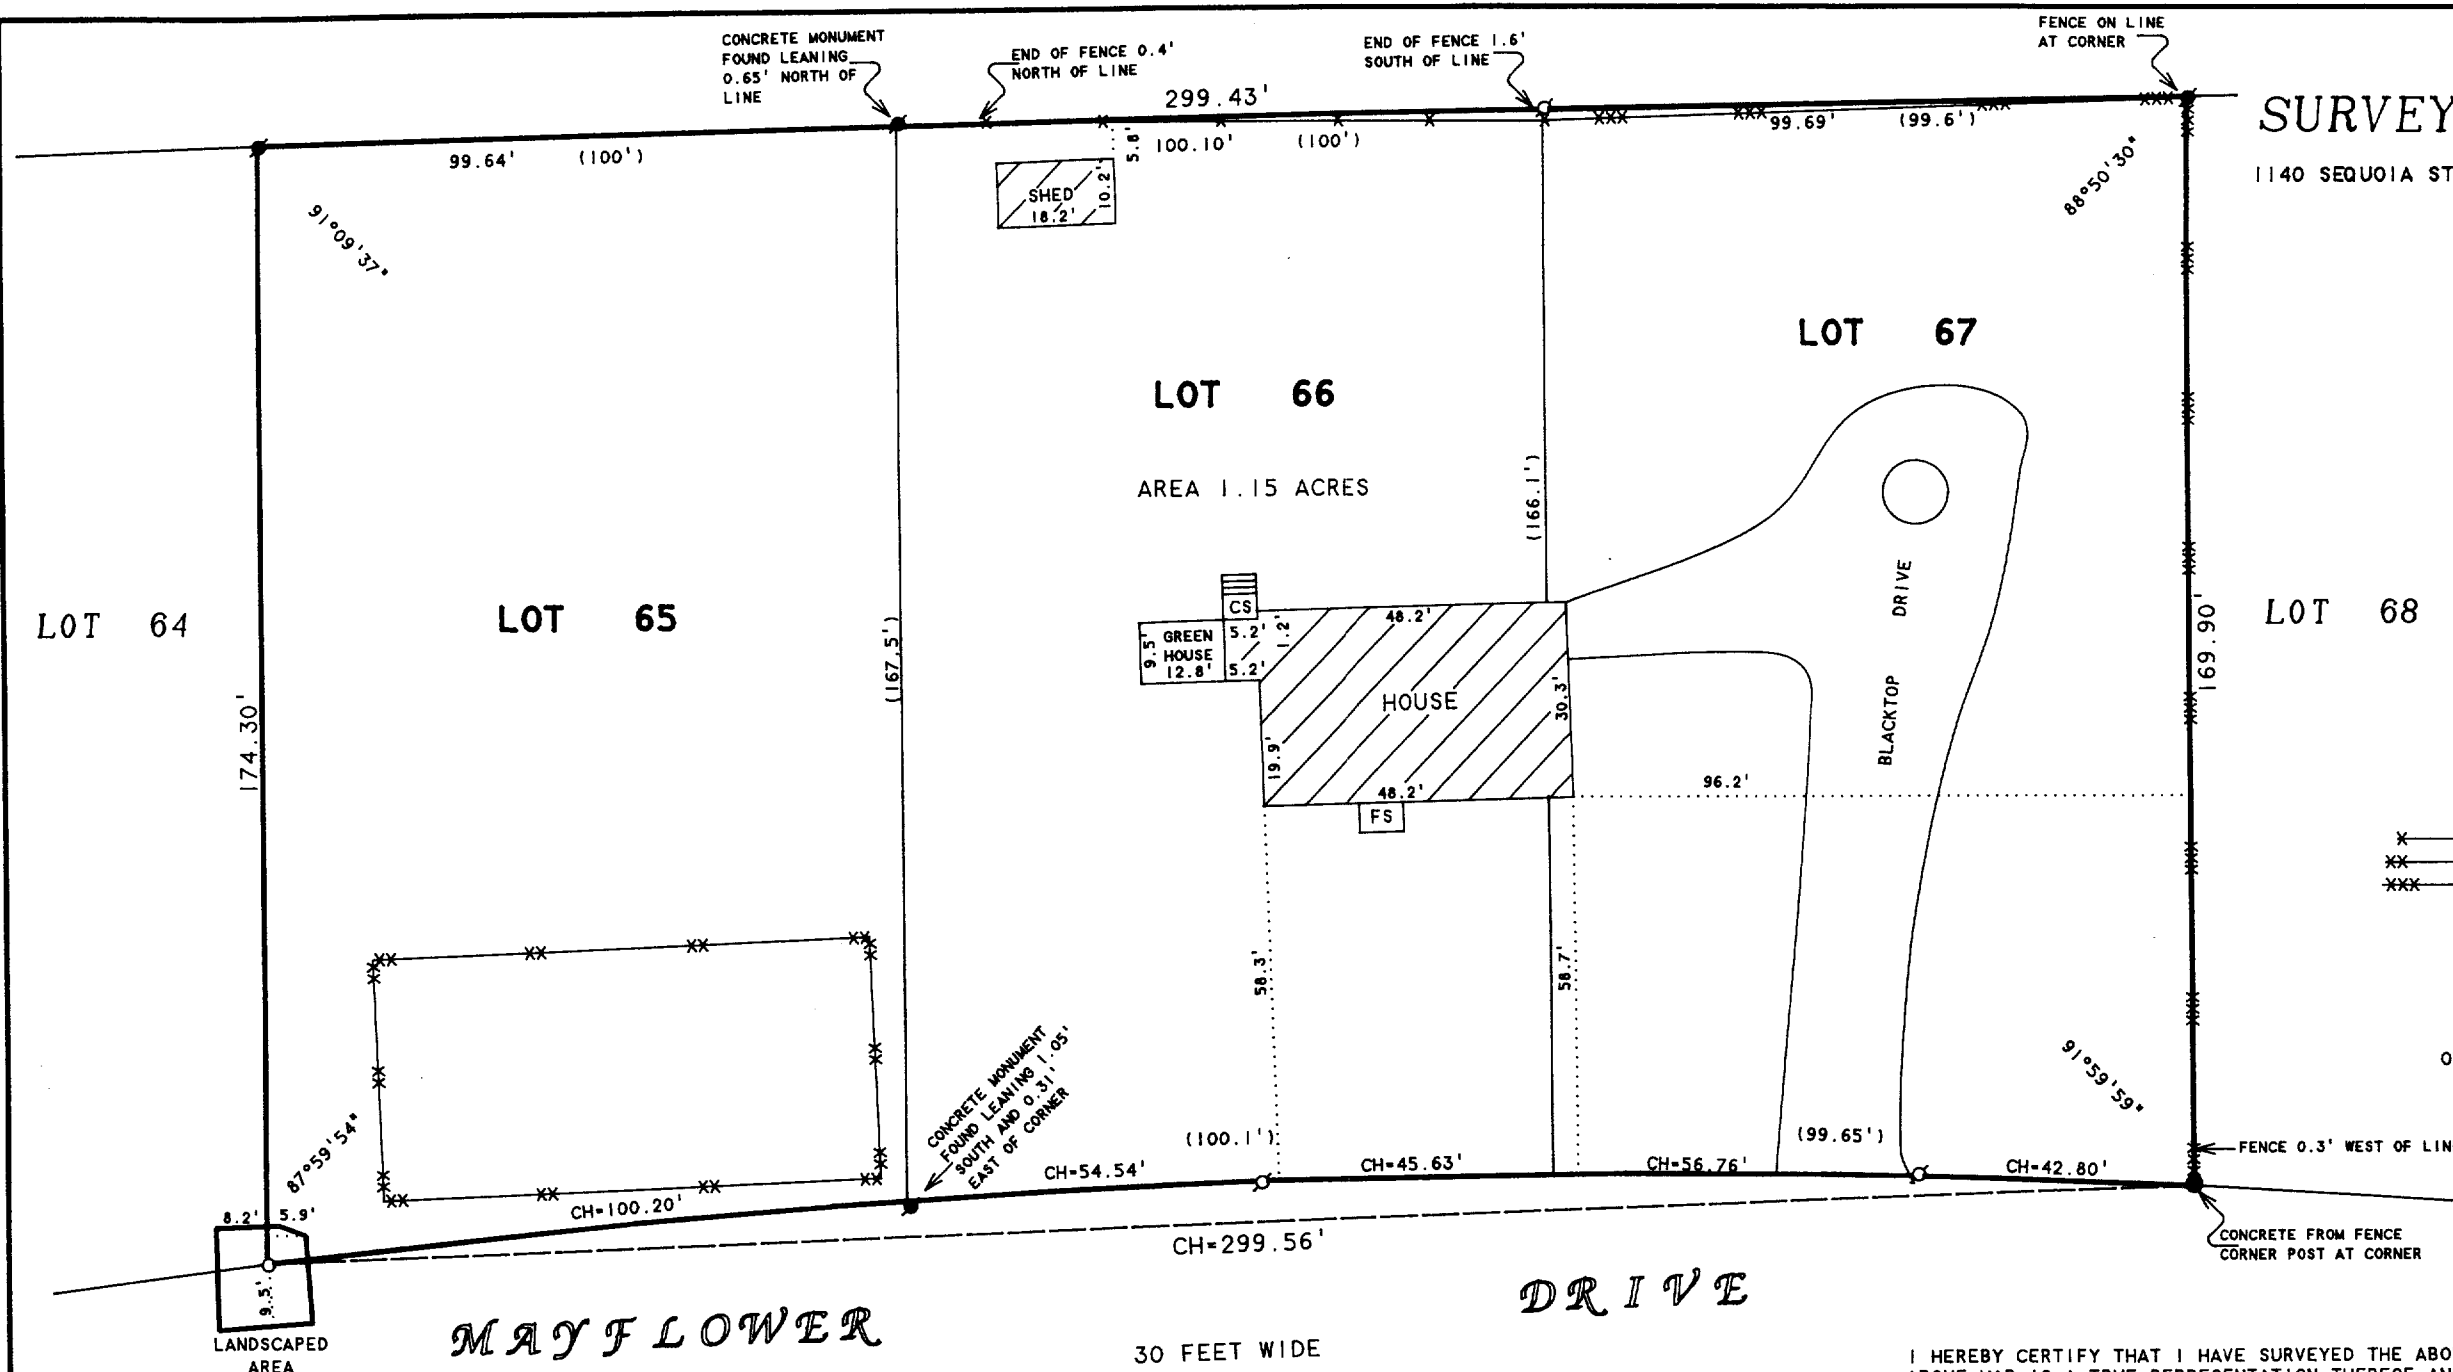 CONCRETE MONUMENT
FOUND LEANING
0.65' NORTH OF
LINE
END OF FENCE 0.4'
NORTH OF LINE
END OF FENCE 1.6'
SOUTH OF LINE
FENCE ON LINE
AT CORNER
299.43'
SURVEY
1140 SEQUOIA ST
99.64' (100')
5.8'
100.10' (100')
99.69' (99.6')
91°09'37"
88°50'30"
SHED
18.2'
10.2'
LOT 67
LOT 66
AREA 1.15 ACRES
(166.1')
LOT 64
LOT 65
LOT 68
(167.5')
174.30'
169.90'
CS
GREEN
HOUSE
12.8'
9.5'
5.2'
5.2'
1.2'
48.2'
HOUSE
30.3'
19.9'
48.2'
FS
BLACKTOP DRIVE
96.2'
X
XX
XXX
58.3'
58.7'
CONCRETE MONUMENT
FOUND LEANING 1.05'
SOUTH AND 0.31'
EAST OF CORNER
87°59'54"
91°59'59"
O
(100.1')
(99.65')
FENCE 0.3' WEST OF LIN
CH=100.20'
CH=54.54'
CH=45.63'
CH=56.76'
CH=42.80'
8.2' 5.9'
9.5'
CH=299.56'
CONCRETE FROM FENCE
CORNER POST AT CORNER
LANDSCAPED
AREA
MAYFLOWER DRIVE
30 FEET WIDE
I HEREBY CERTIFY THAT I HAVE SURVEYED THE ABO